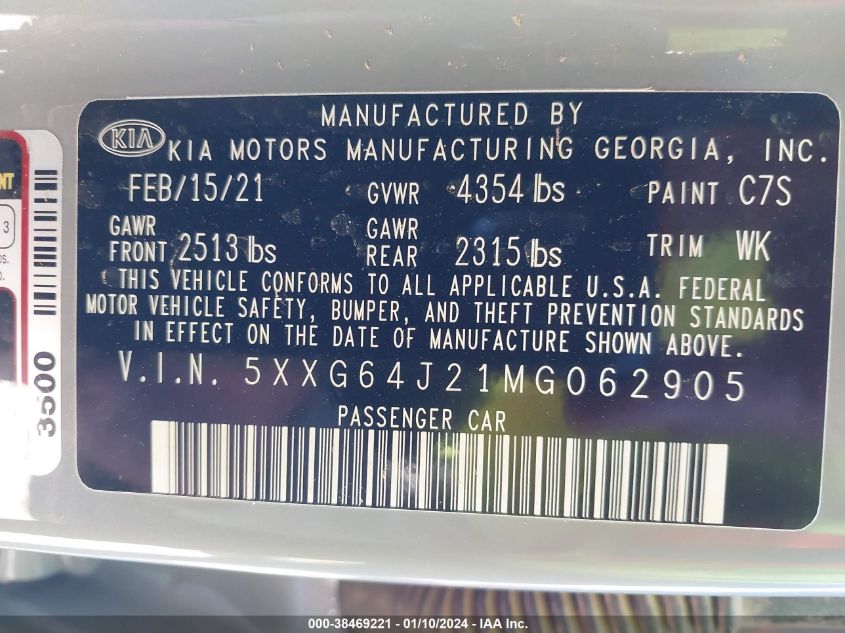 MANUFACTURED BY
KIA KIA MOTORS MANUFACTURING GEORGIA, INC.
FEB/15/21 GVWR 4354 lbs PAINT C7S
GAWR FRONT 2513 lbs GAWR REAR 2315 lbs TRIM WK
THIS VEHICLE CONFORMS TO ALL APPLICABLE U.S.A. FEDERAL
MOTOR VEHICLE SAFETY, BUMPER, AND THEFT PREVENTION STANDARDS
IN EFFECT ON THE DATE OF MANUFACTURE SHOWN ABOVE.
V.I.N. 5XXG64J21MG062905
PASSENGER CAR
3
3500
000-38469221 - 01/10/2024 - IAA Inc.